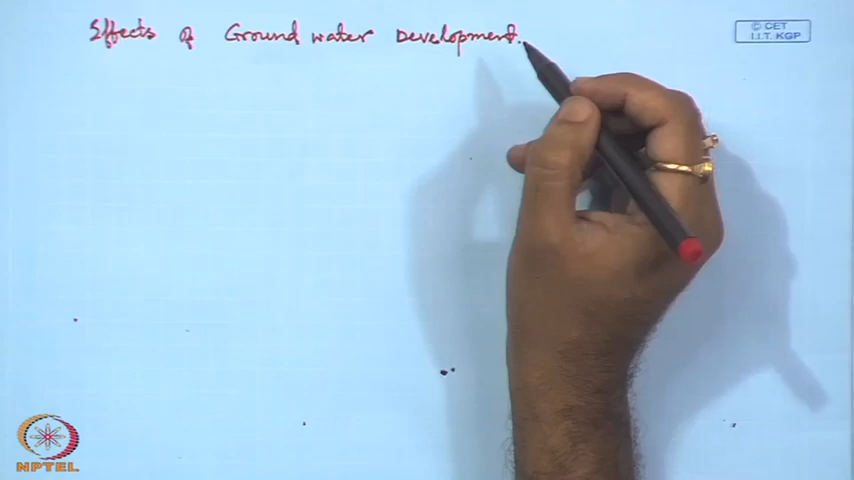 Effects of Ground water Development.
© CET
I.I.T. KGP
NPTEL